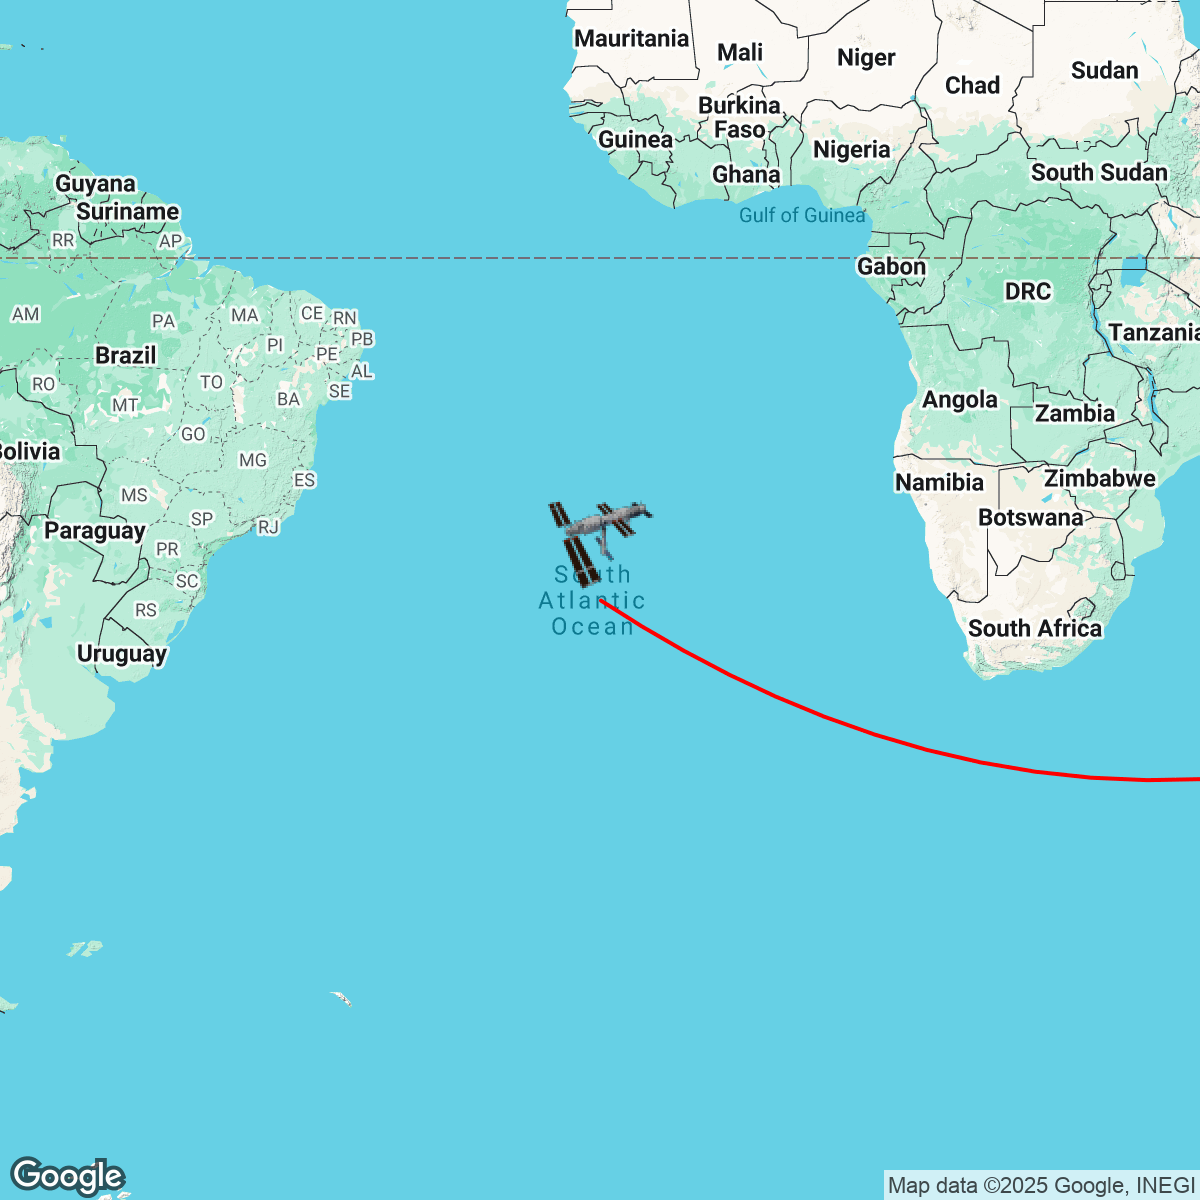 Mauritania
Mali
Niger
Chad
Sudan
Burkina
Faso
Guinea
Nigeria
Ghana
South Sudan
Guyana
Suriname
Gulf of Guinea
RR
AP
Gabon
DRC
AM
PA
MA
CE
RN
Tanzania
PI
PB
Brazil
PE
RO
TO
AL
SE
MT
BA
Angola
Zambia
GO
Bolivia
MG
ES
Namibia
Zimbabwe
MS
SP
RJ
Botswana
Paraguay
PR
SC
South
Atlantic
Ocean
RS
South Africa
Uruguay
Google
Map data ©2025 Google, INEGI